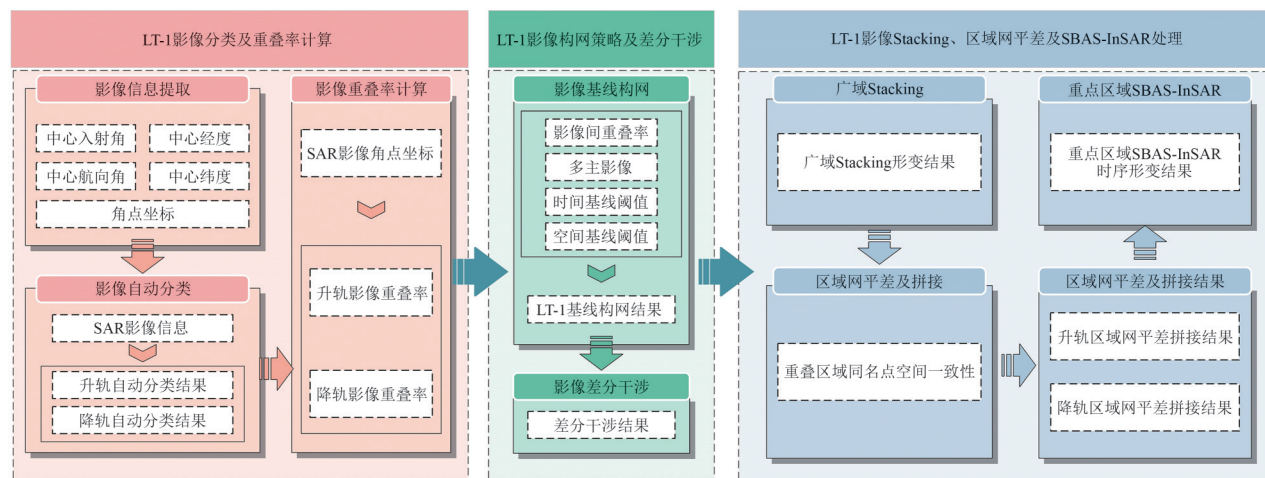 LT-1影像分类及重叠率计算
影像信息提取
中心入射角
中心经度
中心航向角
中心纬度
角点坐标
影像自动分类
SAR影像信息
升轨自动分类结果
降轨自动分类结果
影像重叠率计算
SAR影像角点坐标
升轨影像重叠率
降轨影像重叠率
LT-1影像构网策略及差分干涉
影像基线构网
影像间重叠率
多主影像
时间基线阈值
空间基线阈值
LT-1基线构网结果
影像差分干涉
差分干涉结果
LT-1影像Stacking、区域网平差及SBAS-InSAR处理
广域Stacking
广域Stacking形变结果
区域网平差及拼接
重叠区域同名点空间一致性
区域网平差及拼接结果
升轨区域网平差拼接结果
降轨区域网平差拼接结果
重点区域SBAS-InSAR
重点区域SBAS-InSAR
时序形变结果